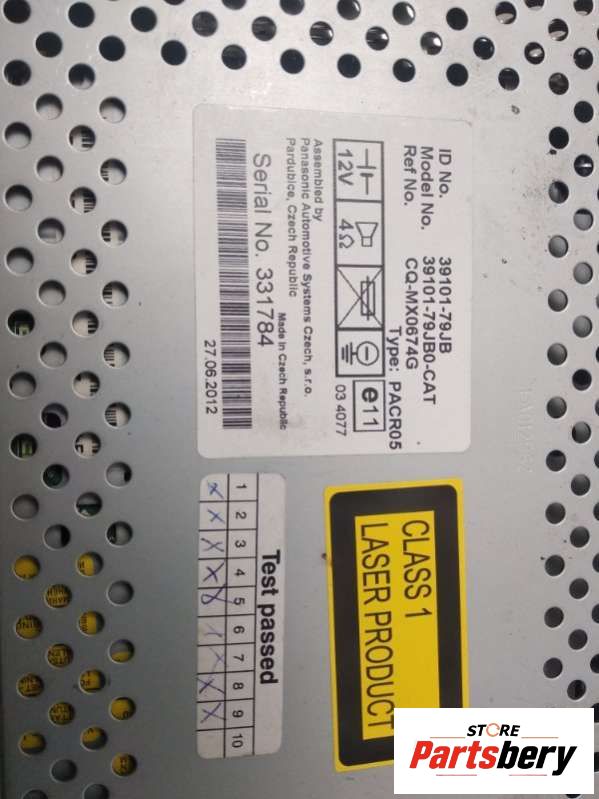 ID No. 39101-79JB
Model No. 39101-79JB0-CAT
Ref No. CQ-MX0674G
Type: PACR05
12V 4Ω e11
03 4077
Assembled by
Panasonic Automotive Systems Czech, s.r.o.
Pardubice, Czech Republic
Made in Czech Republic
Serial No. 331784
27.06.2012
Test passed
1 2 3 4 5 6 7 8 9 10
CLASS 1
LASER PRODUCT
STORE
Partsbery